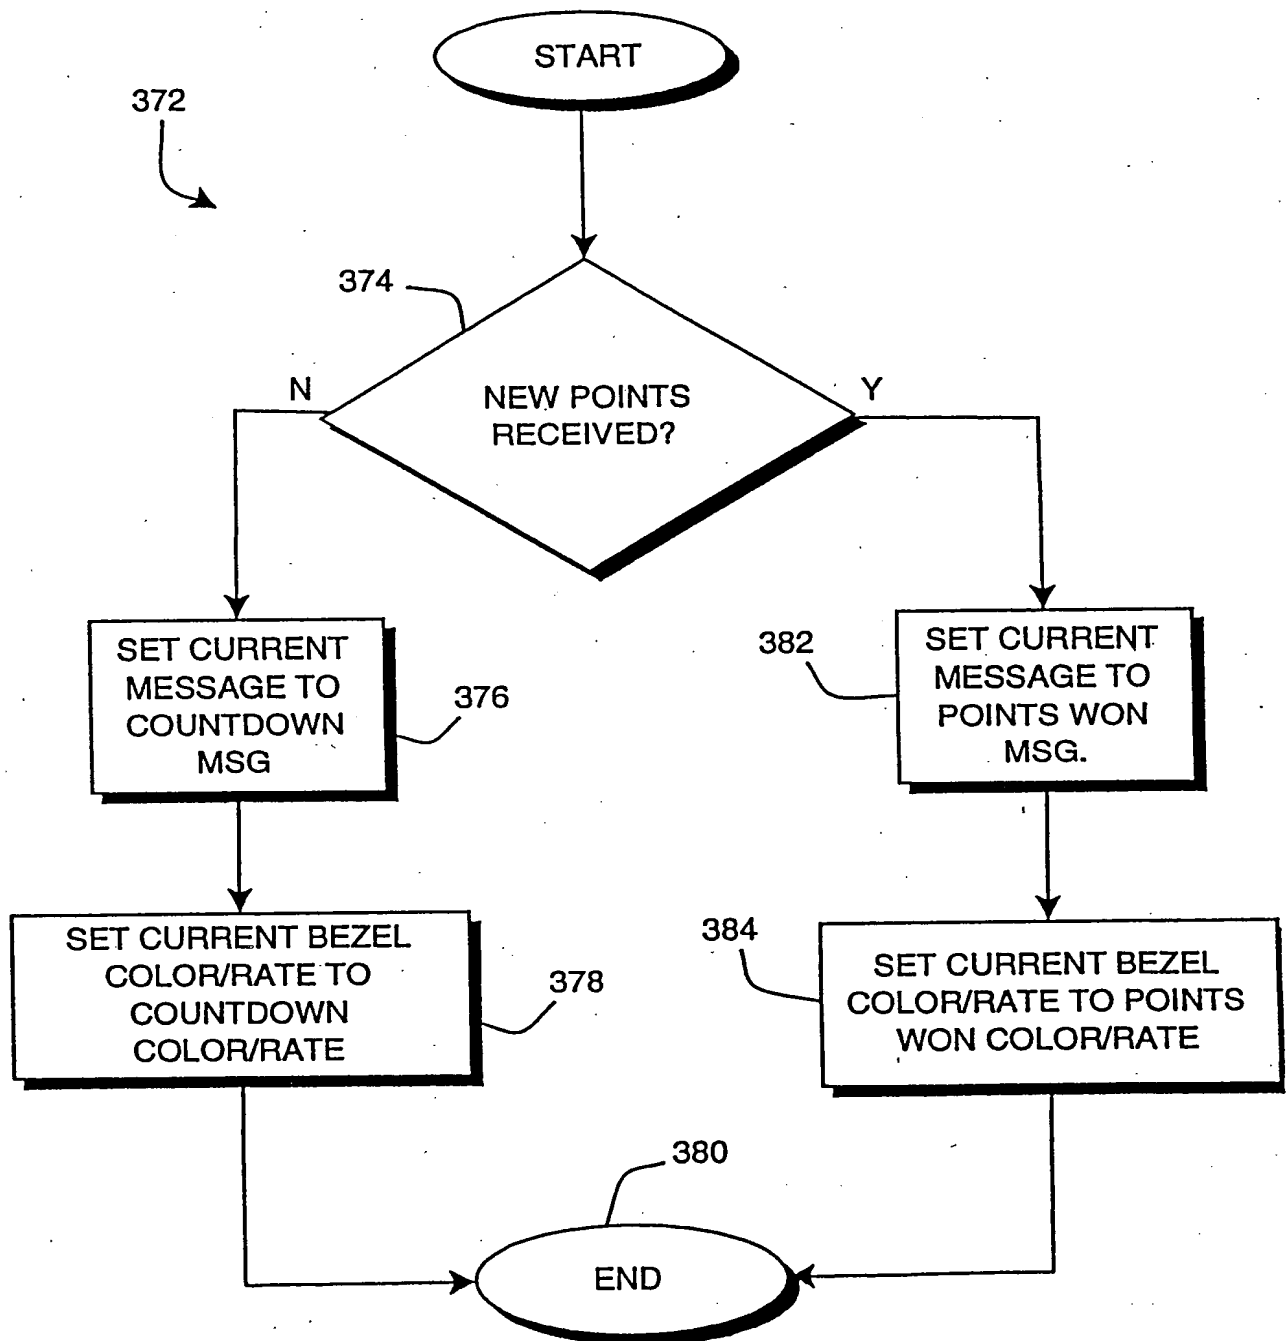 START
372
374
N
Y
NEW POINTS
RECEIVED?
SET CURRENT
MESSAGE TO
COUNTDOWN
MSG
376
382
SET CURRENT
MESSAGE TO
POINTS WON
MSG.
SET CURRENT BEZEL
COLOR/RATE TO
COUNTDOWN
COLOR/RATE
378
384
SET CURRENT BEZEL
COLOR/RATE TO POINTS
WON COLOR/RATE
380
END